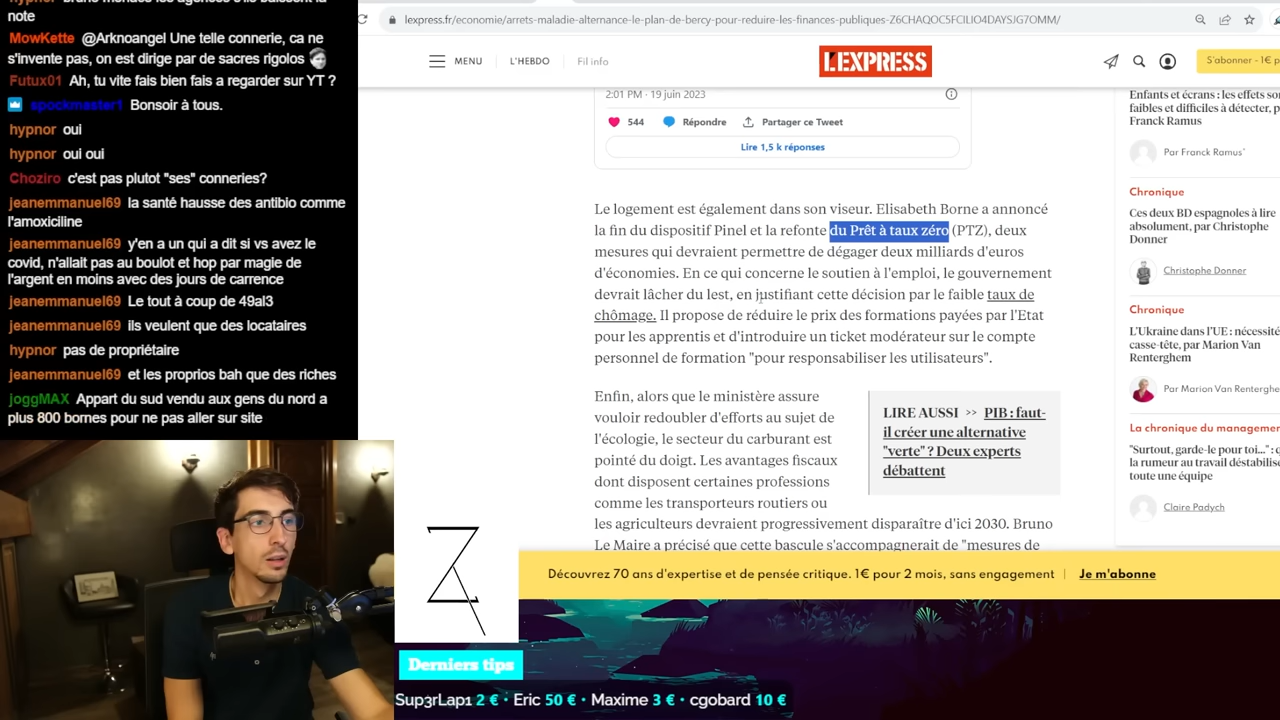 hypnor bruno menace les agences s'ils baissent la
note
MowKette @Arknoangel Une telle connerie, ca ne
s'invente pas, on est dirige par de sacres rigolos
Futux01 Ah, tu vite fais bien fais a regarder sur YT ?
spockmaster1 Bonsoir à tous.
hypnor oui
hypnor oui oui
Choziro c'est pas plutot "ses" conneries?
jeanemmanuel69 la santé hausse des antibio comme
l'amoxiciline
jeanemmanuel69 y'en a un qui a dit si vs avez le
covid, n'allait pas au boulot et hop par magie de
l'argent en moins avec des jours de carrence
jeanemmanuel69 Le tout à coup de 49al3
jeanemmanuel69 ils veulent que des locataires
hypnor pas de propriétaire
jeanemmanuel69 et les proprios bah que des riches
joggMAX Appart du sud vendu aux gens du nord a
plus 800 bornes pour ne pas aller sur site
lexpress.fr/economie/arrets-maladie-alternance-le-plan-de-bercy-pour-reduire-les-finances-publiques-Z6CHAQOC5FCILIO4DAYSJG7OMM/
MENU L'HEBDO Fil info
L'EXPRESS
S'abonner - 1€ p
2:01 PM · 19 juin 2023
544 Répondre Partager ce Tweet
Lire 1,5 k réponses
Le logement est également dans son viseur. Elisabeth Borne a annoncé
la fin du dispositif Pinel et la refonte du Prêt à taux zéro (PTZ), deux
mesures qui devraient permettre de dégager deux milliards d'euros
d'économies. En ce qui concerne le soutien à l'emploi, le gouvernement
devrait lâcher du lest, en justifiant cette décision par le faible taux de
chômage. Il propose de réduire le prix des formations payées par l'Etat
pour les apprentis et d'introduire un ticket modérateur sur le compte
personnel de formation "pour responsabiliser les utilisateurs".
Enfin, alors que le ministère assure
vouloir redoubler d'efforts au sujet de
l'écologie, le secteur du carburant est
pointé du doigt. Les avantages fiscaux
dont disposent certaines professions
comme les transporteurs routiers ou
les agriculteurs devraient progressivement disparaître d'ici 2030. Bruno
Le Maire a précisé que cette bascule s'accompagnerait de "mesures de
LIRE AUSSI >> PIB : faut-
il créer une alternative
"verte" ? Deux experts
débattent
Enfants et écrans : les effets son
faibles et difficiles à détecter, p
Franck Ramus
Par Franck Ramus*
Chronique
Ces deux BD espagnoles à lire
absolument, par Christophe
Donner
Christophe Donner
Chronique
L'Ukraine dans l'UE : nécessité
casse-tête, par Marion Van
Renterghem
Par Marion Van Renterghe
La chronique du managemen
"Surtout, garde-le pour toi…" : q
la rumeur au travail déstabilise
toute une équipe
Claire Padych
Découvrez 70 ans d'expertise et de pensée critique. 1€ pour 2 mois, sans engagement | Je m'abonne
Derniers tips
Sup3rLap1 2 € · Eric 50 € · Maxime 3 € · cgobard 10 €